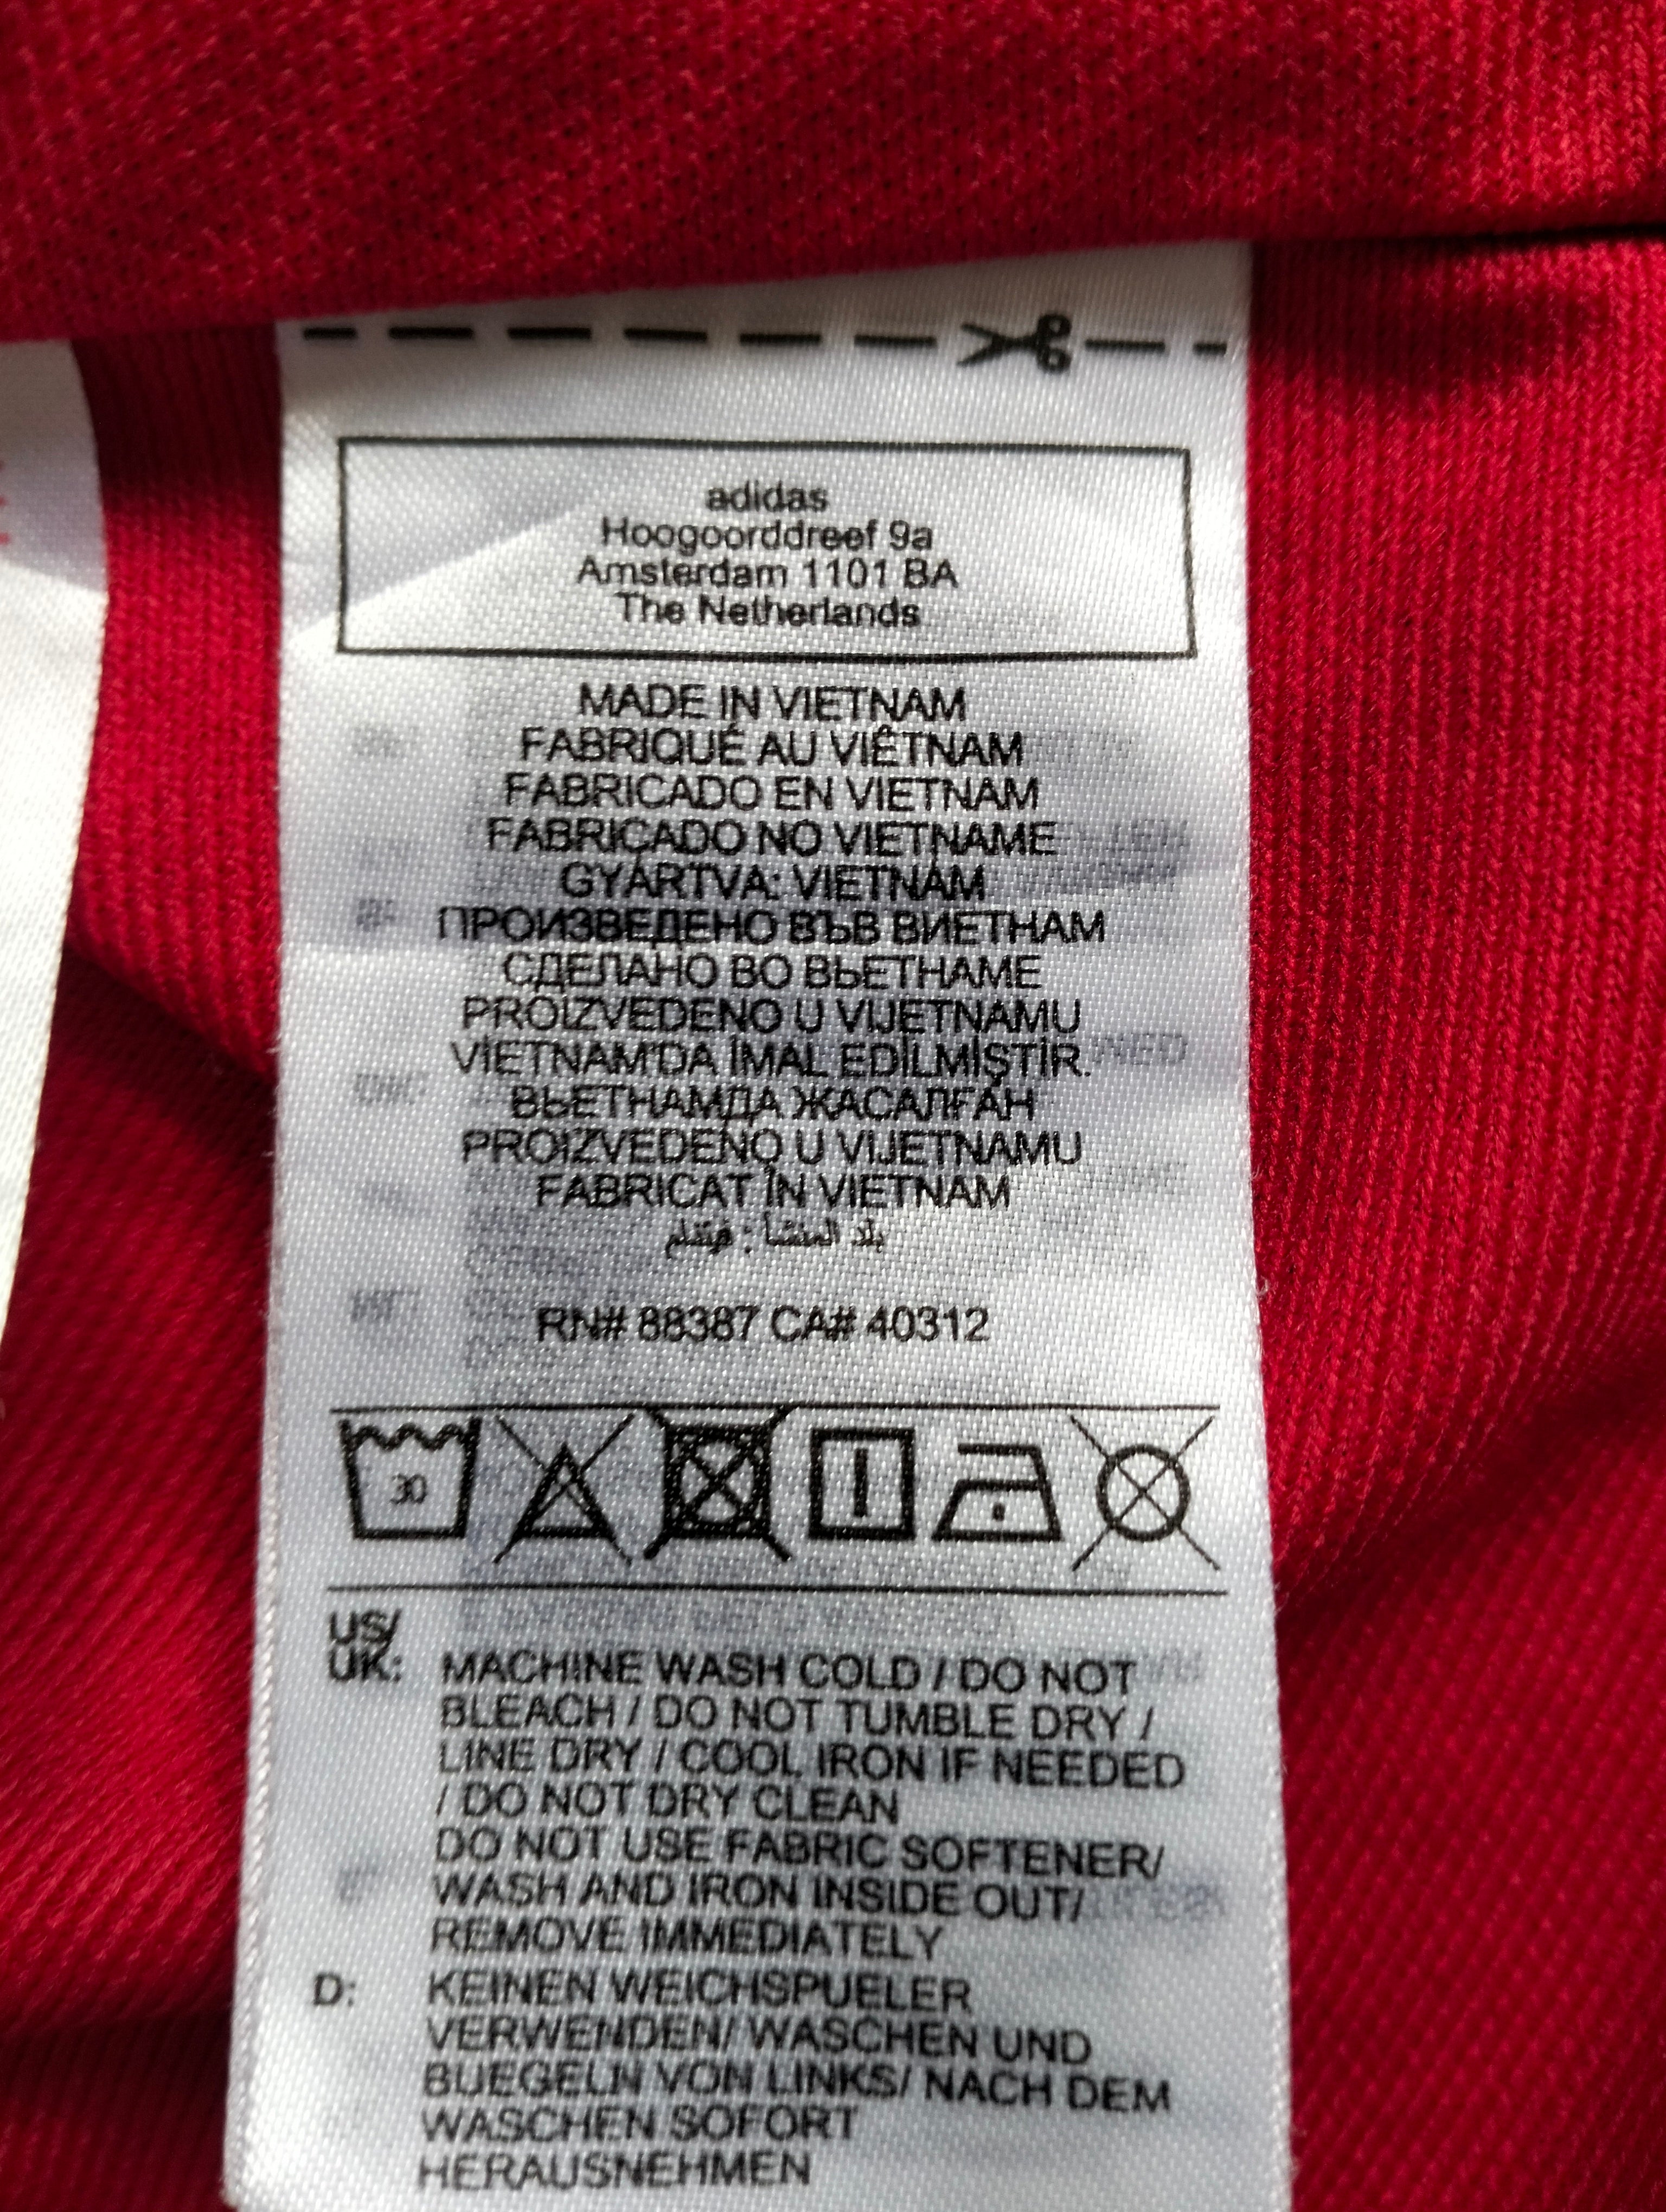 adidas
Hoogoorddreef 9a
Amsterdam 1101 BA
The Netherlands
MADE IN VIETNAM
FABRIQUÉ AU VIÊTNAM
FABRICADO EN VIETNAM
FABRICADO NO VIETNAME
GYÁRTVA: VIETNÁM
ПРОИЗВЕДЕНО ВЪВ ВИЕТНАМ
СДЕЛАНО ВО ВЬЕТНАМЕ
PROIZVEDENO U VIJETNAMU
VİETNAM'DA İMAL EDİLMİŞTİR.
ВЬЕТНАМДА ЖАСАЛҒАН
PROIZVEDENO U VIJETNAMU
FABRICAT ÎN VIETNAM
بلد المنشأ : فيتنام
RN# 88387 CA# 40312
30
US/
UK: MACHINE WASH COLD / DO NOT
BLEACH / DO NOT TUMBLE DRY /
LINE DRY / COOL IRON IF NEEDED
/ DO NOT DRY CLEAN
DO NOT USE FABRIC SOFTENER/
WASH AND IRON INSIDE OUT/
REMOVE IMMEDIATELY
D: KEINEN WEICHSPUELER
VERWENDEN/ WASCHEN UND
BUEGELN VON LINKS/ NACH DEM
WASCHEN SOFORT
HERAUSNEHMEN